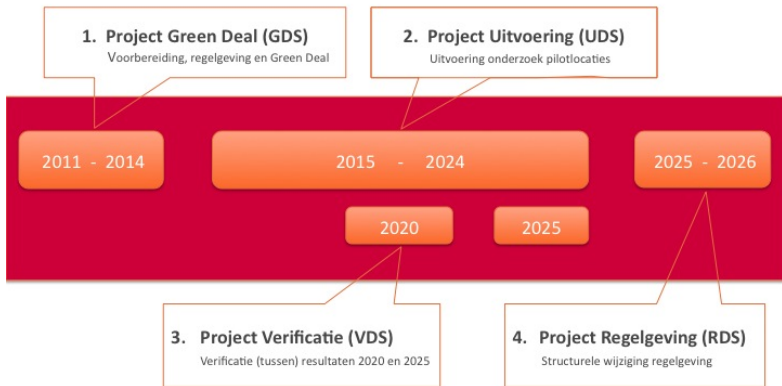 1. Project Green Deal (GDS)
Voorbereiding, regelgeving en Green Deal
2. Project Uitvoering (UDS)
Uitvoering onderzoek pilotlocaties
2011 - 2014
2015 - 2024
2025 - 2026
2020
2025
3. Project Verificatie (VDS)
Verificatie (tussen) resultaten 2020 en 2025
4. Project Regelgeving (RDS)
Structurele wijziging regelgeving